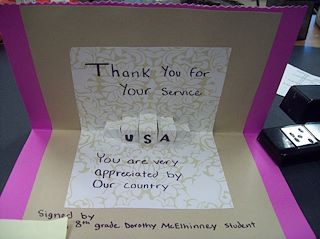 Thank You For
Your Service
USA
You are very
appreciated by
Our country
Signed by
8th grade Dorothy McElhinney student